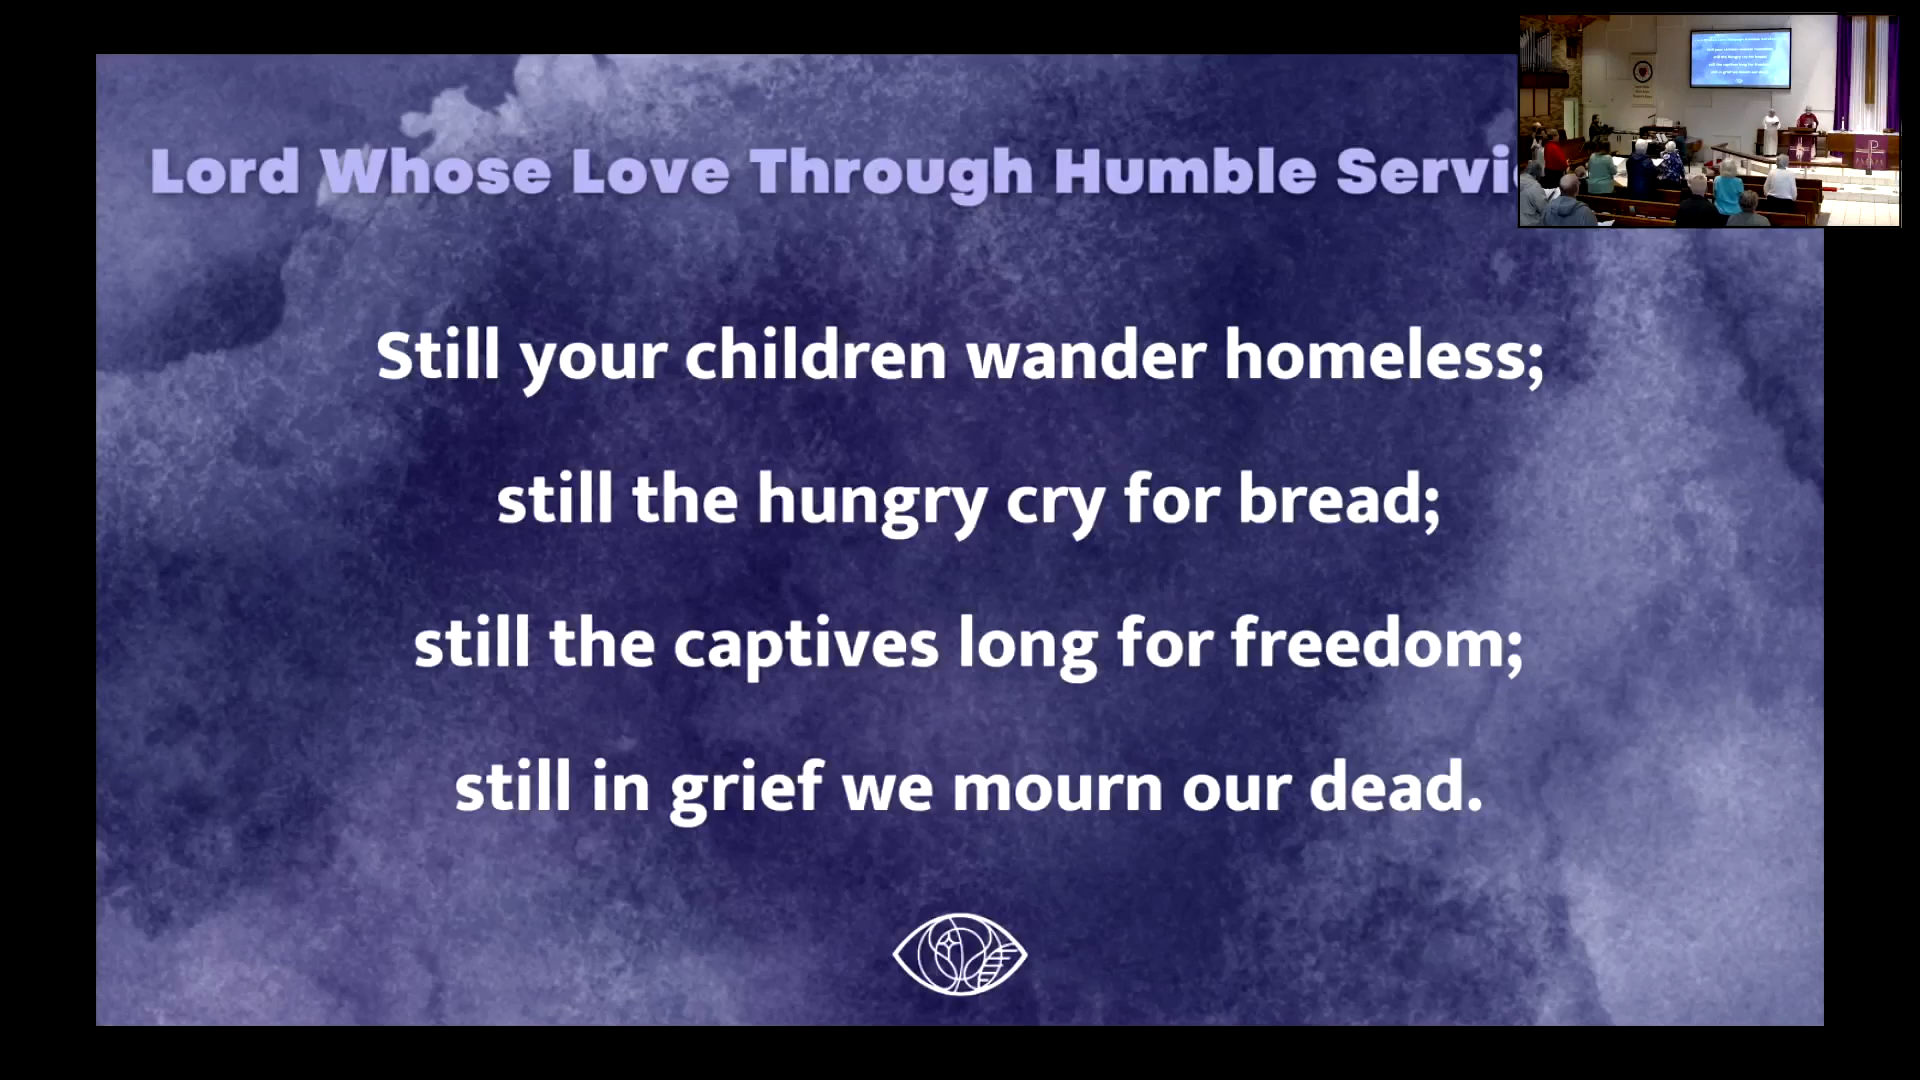 Lord Whose Love Through Humble
Still your children wander homeless;
still the hungry cry for bread;
still the captives long for freedom;
still in grief we mourn our dead.